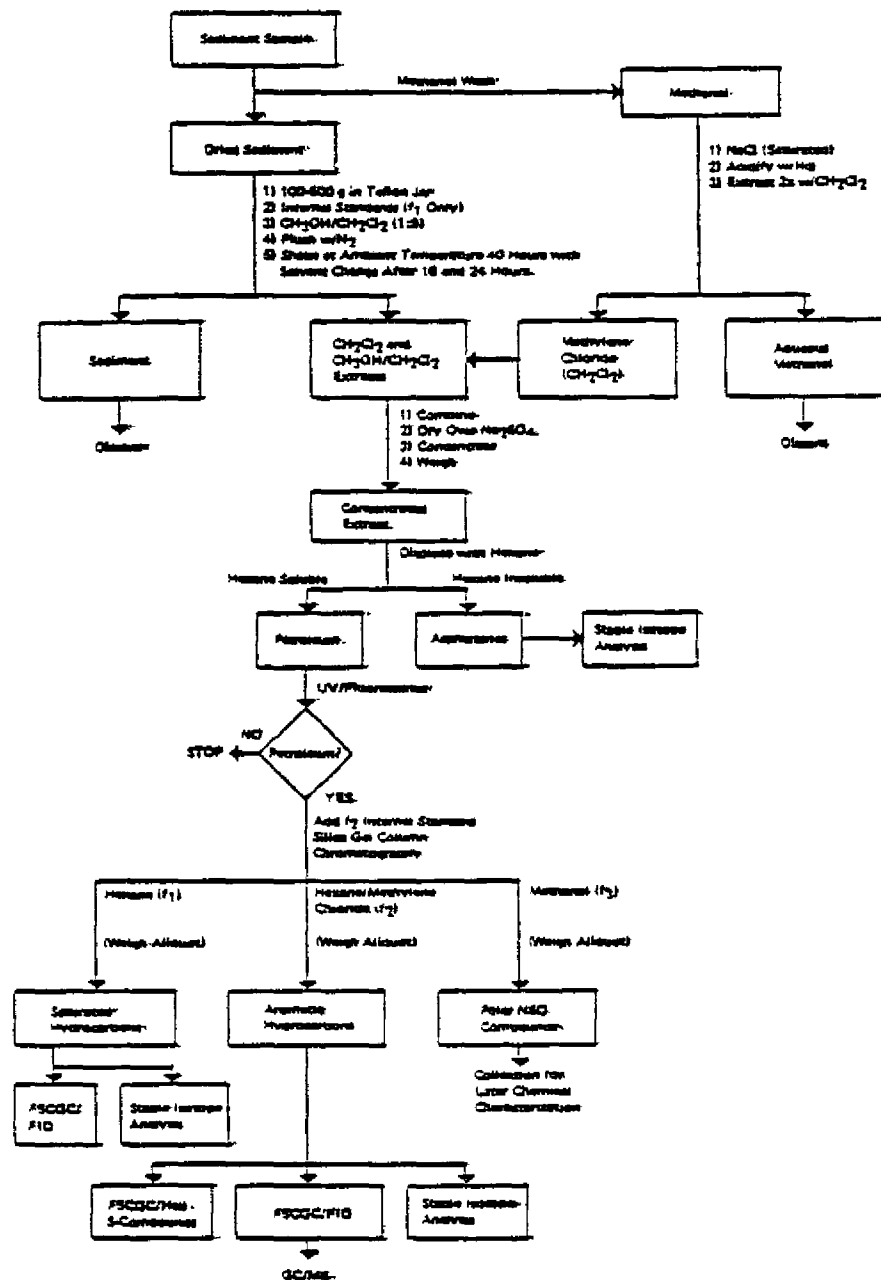 Sediment Sample
Methanol Wash
Methanol
Dried Sediment
1) NaCl (Saturated)
2) Acidify w/HCl
3) Extract 2x w/CH2Cl2
1) 100-600 g in Teflon Jar
2) Internal Standards (f1 Only)
3) CH3OH/CH2Cl2 (1:9)
4) Flush w/N2
5) Shake at Ambient Temperature 40 Hours with
Solvent Change After 16 and 24 Hours.
Sediment
CH2Cl2 and
CH3OH/CH2Cl2
Extract
Methylene
Chloride
(CH2Cl2)
Aqueous
Methanol
Discard
1) Combine
2) Dry Over Na2SO4
3) Concentrate
4) Weigh
Discard
Concentrated
Extract
with Hexane
Hexane Soluble
Hexane Insoluble
Petroleum
Asphaltenes
Stable Isotope
Analysis
UV/Fluorescence
NO
STOP
Petroleum?
YES
Add f2 Internal Standard
Silica Gel Column
Chromatography
Hexane (f1)
Hexane/Methylene
Chloride (f2)
Methanol (f3)
(Weigh Aliquot)
(Weigh Aliquot)
(Weigh Aliquot)
Saturated
Hydrocarbons
Aromatic
Hydrocarbons
Polar NSO
Compounds
Collection for
Later Chemical
Characterization
FSCGC/
FID
Stable Isotope
Analysis
FSCGC/
S-Compounds
FSCGC/FID
Stable Isotope
Analysis
GC/MS